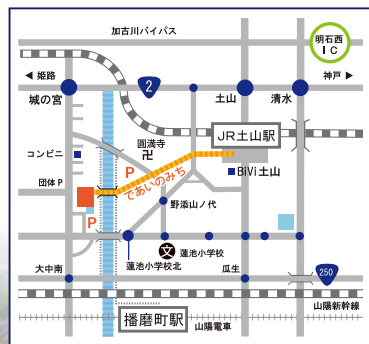 加古川バイパス
明石西
IC
◀ 姫路
神戸 ▶
2
城の宮
土山
清水
JR土山駅
圓満寺
卍
コンビニ
P
BiVi土山
であいのみち
団体P
P
野添山ノ代
文
蓮池小学校
蓮池小学校北
大中南
瓜生
250
山陽新幹線
播磨町駅
山陽電車